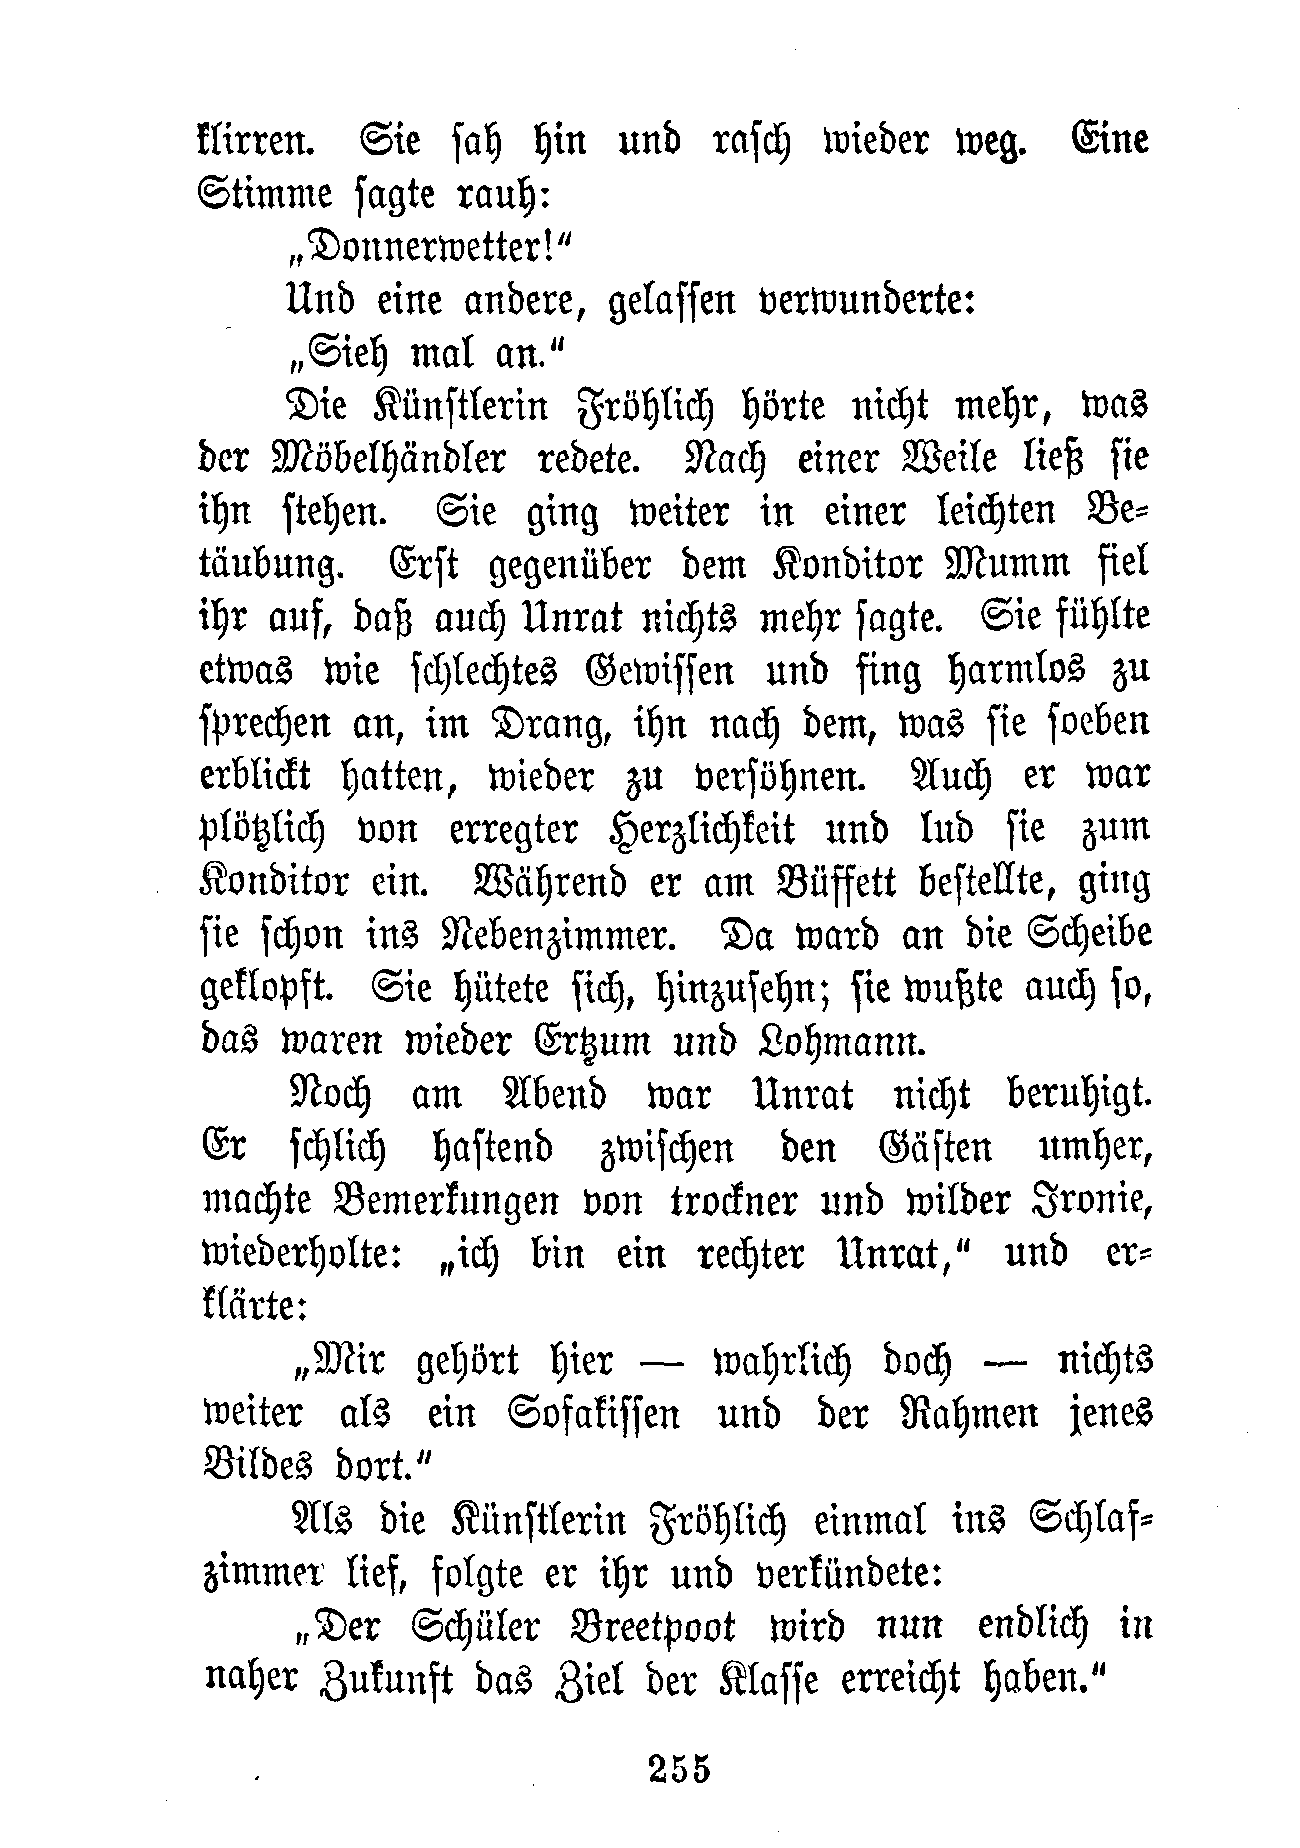 klirren. Sie sah hin und rasch wieder weg. Eine
Stimme sagte rauh:
„Donnerwetter!“
Und eine andere, gelassen verwunderte:
„Sieh mal an.“
Die Künstlerin Fröhlich hörte nicht mehr, was
der Möbelhändler redete. Nach einer Weile ließ sie
ihn stehen. Sie ging weiter in einer leichten Be-
täubung. Erst gegenüber dem Konditor Mumm fiel
ihr auf, daß auch Unrat nichts mehr sagte. Sie fühlte
etwas wie schlechtes Gewissen und fing harmlos zu
sprechen an, im Drang, ihn nach dem, was sie soeben
erblickt hatten, wieder zu versöhnen. Auch er war
plötzlich von erregter Herzlichkeit und lud sie zum
Konditor ein. Während er am Büffett bestellte, ging
sie schon ins Nebenzimmer. Da ward an die Scheibe
geklopft. Sie hütete sich, hinzusehn; sie wußte auch so,
das waren wieder Ertzum und Lohmann.
Noch am Abend war Unrat nicht beruhigt.
Er schlich hastend zwischen den Gästen umher,
machte Bemerkungen von trockner und wilder Ironie,
wiederholte: „ich bin ein rechter Unrat,“ und er-
klärte:
„Mir gehört hier — wahrlich doch — nichts
weiter als ein Sofakissen und der Rahmen jenes
Bildes dort.“
Als die Künstlerin Fröhlich einmal ins Schlaf-
zimmer lief, folgte er ihr und verkündete:
„Der Schüler Breetpoot wird nun endlich in
naher Zukunft das Ziel der Klasse erreicht haben.“
255